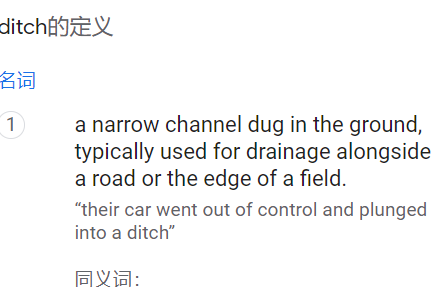 ditch的定义
名词
1
a narrow channel dug in the ground,
typically used for drainage alongside
a road or the edge of a field.
“their car went out of control and plunged
into a ditch”
同义词：